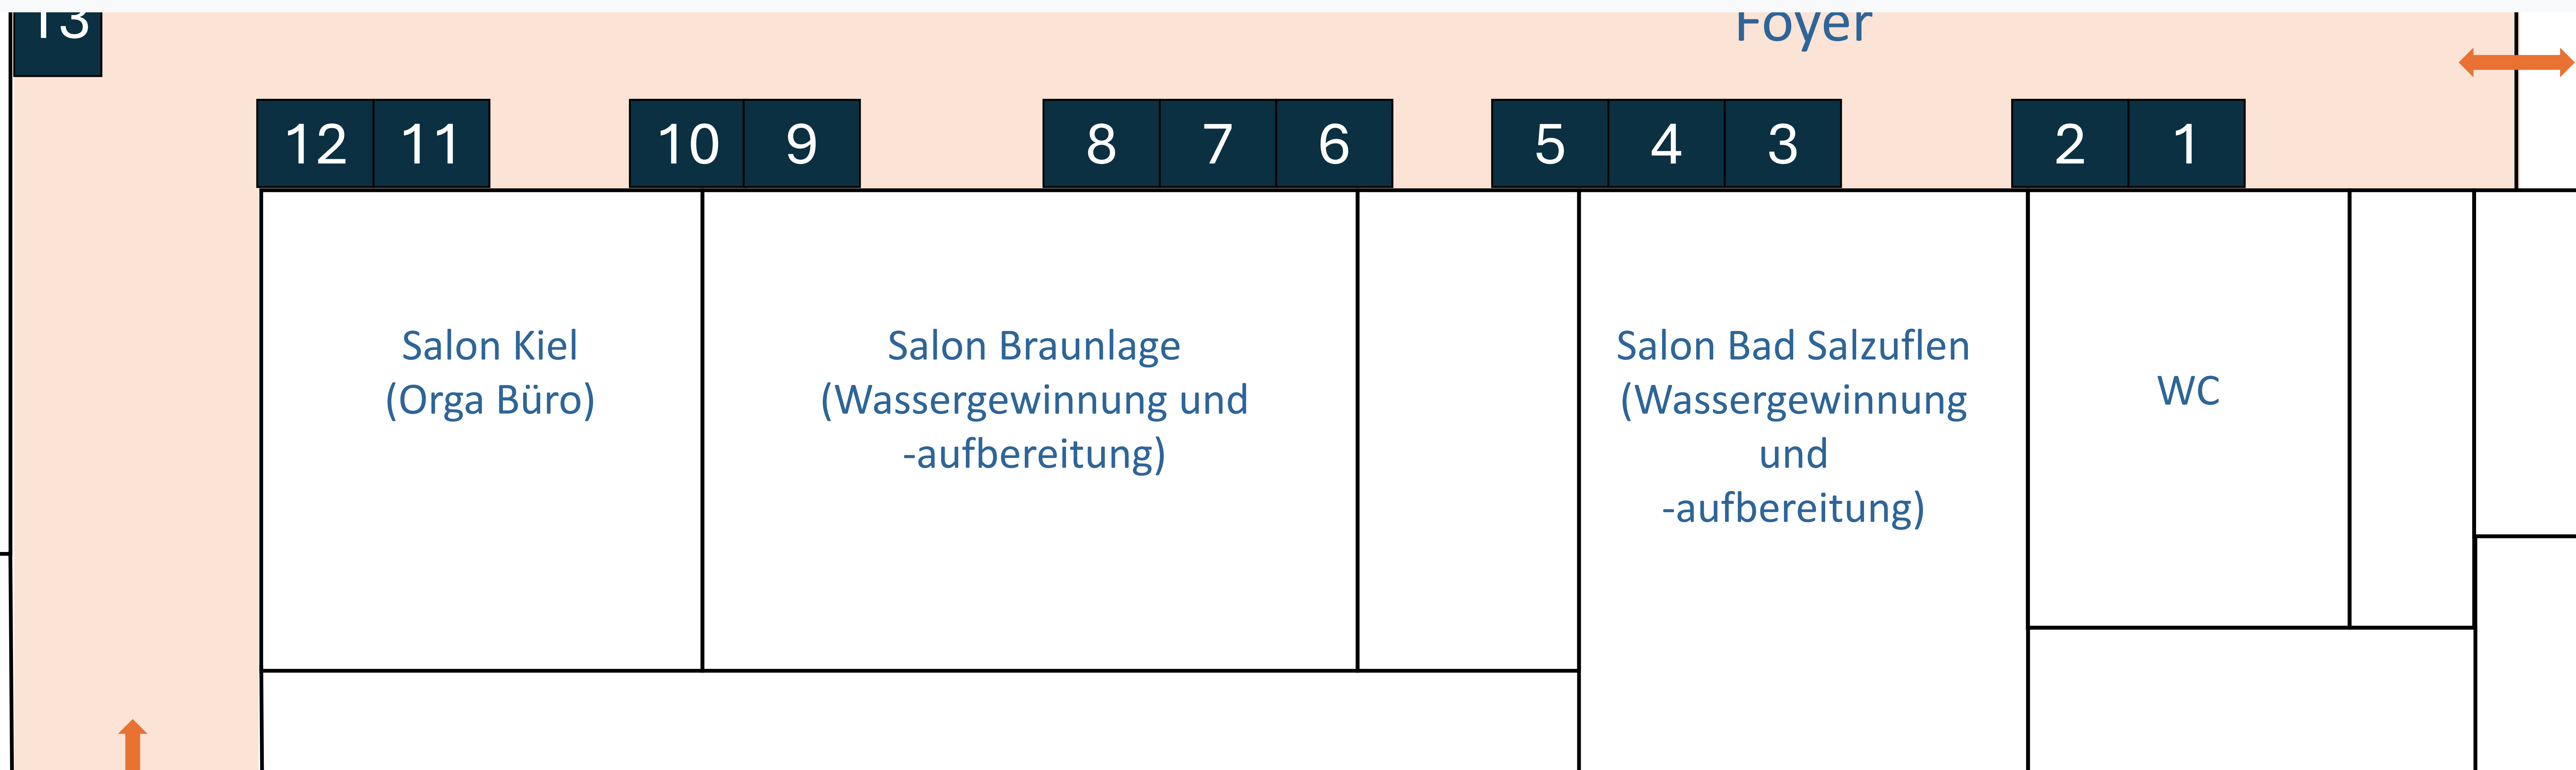 Foyer
13
12 11 10 9 8 7 6 5 4 3 2 1
Salon Kiel
(Orga Büro)
Salon Braunlage
(Wassergewinnung und
-aufbereitung)
Salon Bad Salzuflen
(Wassergewinnung
und
-aufbereitung)
WC